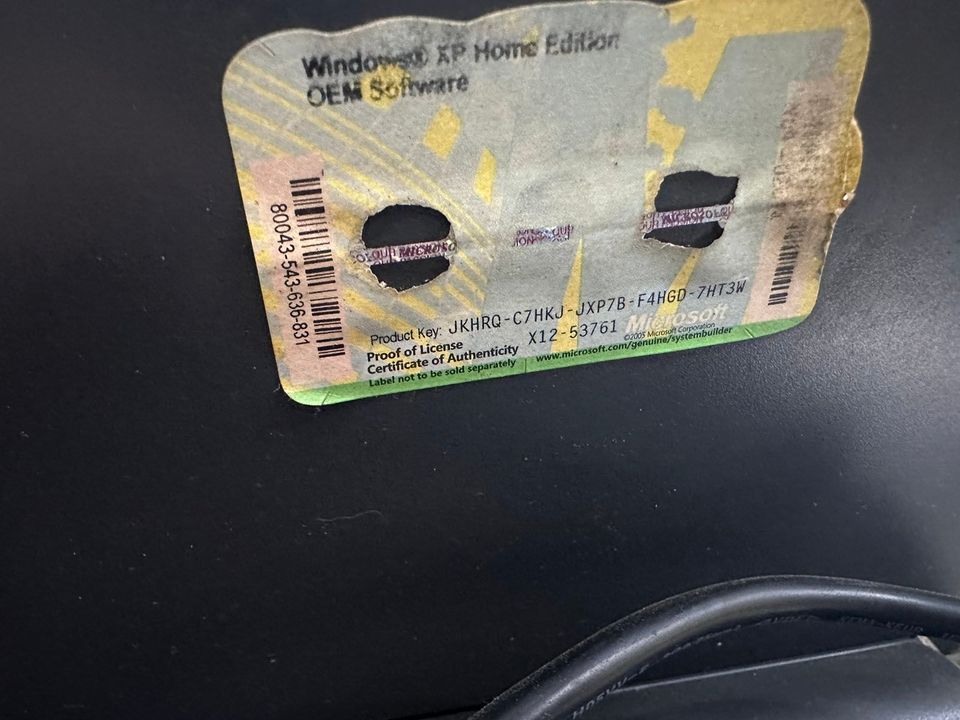 Windows® XP Home Edition
OEM Software
80043-543-636-831
Product Key: JKHRQ-C7HKJ-JXP7B-F4HGD-7HT3W
Proof of License
Certificate of Authenticity
X12-53761
Microsoft
©2005 Microsoft Corporation
Label not to be sold separately
www.microsoft.com/genuine/systembuilder